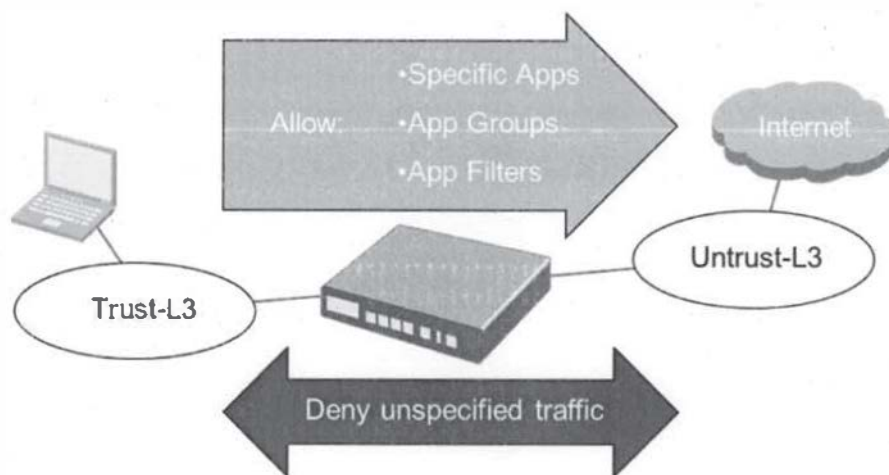 •Specific Apps
Allow: •App Groups
•App Filters
Internet
Trust-L3
Untrust-L3
Deny unspecified traffic